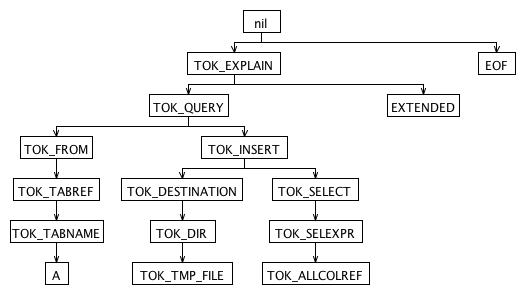 nil
TOK_EXPLAIN EOF
TOK_QUERY EXTENDED
TOK_FROM TOK_INSERT
TOK_TABREF TOK_DESTINATION TOK_SELECT
TOK_TABNAME TOK_DIR TOK_SELEXPR
A TOK_TMP_FILE TOK_ALLCOLREF